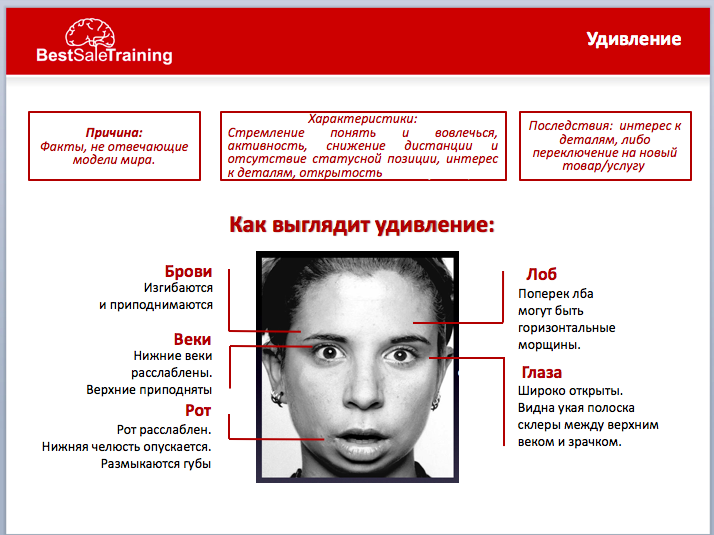 BestSaleTraining
Удивление
Причина:
Факты, не отвечающие
модели мира.
Характеристики:
Стремление понять и вовлечься,
активность, снижение дистанции и
отсутствие статусной позиции, интерес
к деталям, открытость
Последствия: интерес к
деталям, либо
переключение на новый
товар/услугу
Как выглядит удивление:
Брови
Изгибаются
и приподнимаются
Веки
Нижние веки
расслаблены.
Верхние приподняты
Рот
Рот расслаблен.
Нижняя челюсть опускается.
Размыкаются губы
Лоб
Поперек лба
могут быть
горизонтальные
морщины.
Глаза
Широко открыты.
Видна укая полоска
склеры между верхним
веком и зрачком.